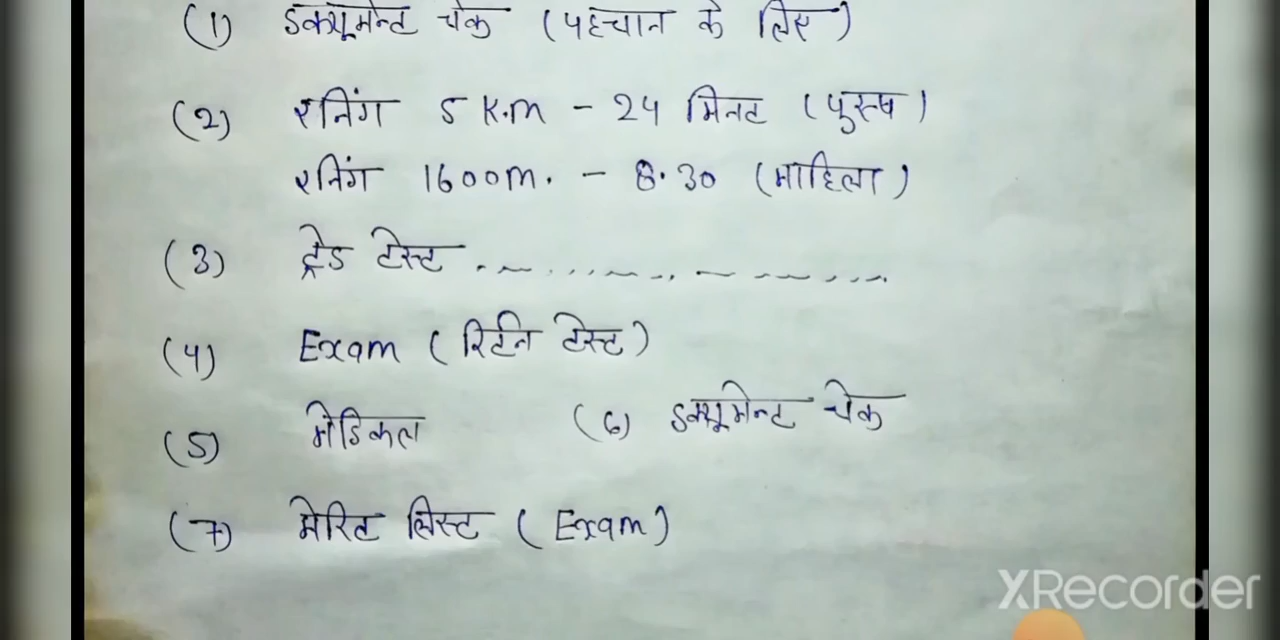 (1) डक्यूमेन्ट चेक (पहचान के लिए)
(2) रनिंग 5 K.m - 24 मिनट (पुरुष)
रनिंग 1600m. - 8.30 (माहिला)
(3) ट्रेड टेस्ट
(4) Exam (रिर्टन टेस्ट)
(5) मेडिकल (6) डक्यूमेन्ट चेक
(7) मेरिट लिस्ट (Exam)
XRecorder